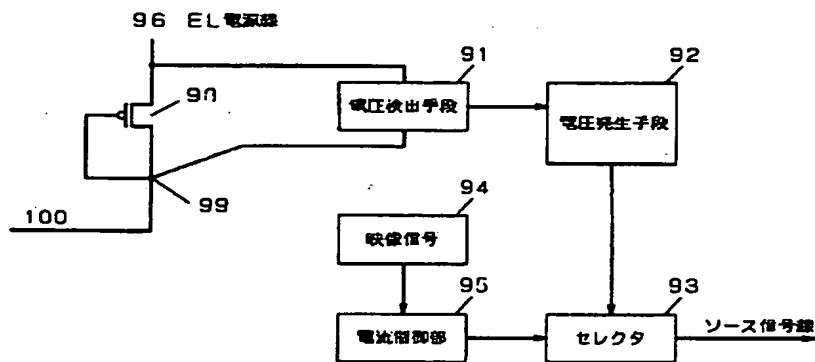 96 EL電源線
91
92
98
電圧検出手段
電圧発生手段
99
94
100
映像信号
95
93
電流制御部
セレクタ
ソース信号線